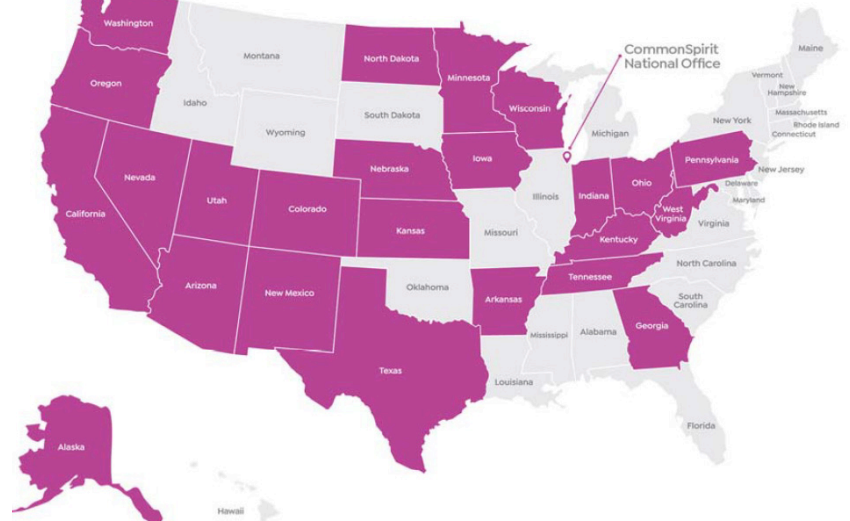 Washington
Montana
North Dakota
Minnesota
CommonSpirit
National Office
Maine
Oregon
Idaho
South Dakota
Wisconsin
Vermont
New
Hampshire
Wyoming
Michigan
New York
Massachusetts
Rhode Island
Connecticut
Nebraska
Iowa
Pennsylvania
New Jersey
Nevada
Utah
Colorado
Illinois
Indiana
Ohio
Delaware
Maryland
California
Kansas
Missouri
West
Virginia
Virginia
Kentucky
Arizona
New Mexico
Oklahoma
Arkansas
Tennessee
North Carolina
South
Carolina
Texas
Mississippi
Alabama
Georgia
Louisiana
Florida
Alaska
Hawaii